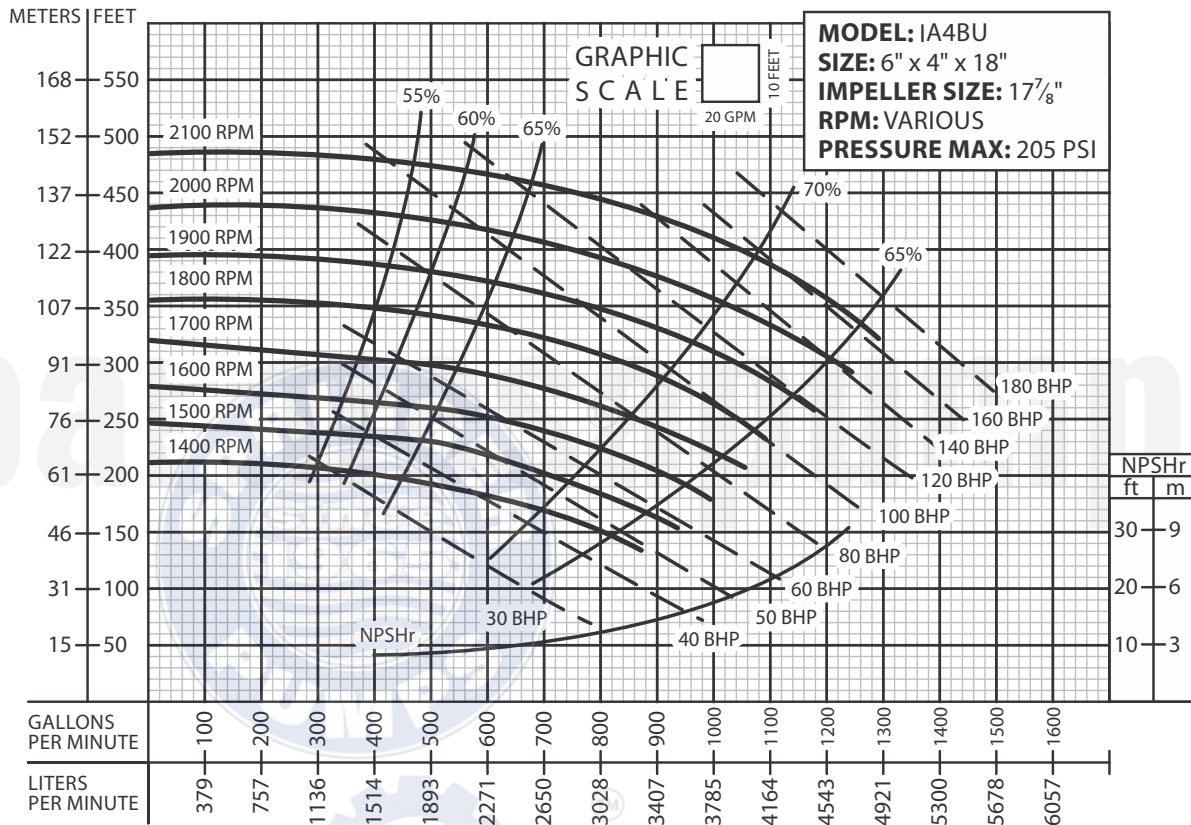 METERS FEET
168 550
152 500
137 450
122 400
107 350
91 300
76 250
61 200
46 150
31 100
15 50
GRAPHIC
SCALE
10 FEET
20 GPM
MODEL: IA4BU
SIZE: 6" x 4" x 18"
IMPELLER SIZE: 17⅞"
RPM: VARIOUS
PRESSURE MAX: 205 PSI
55%
60%
65%
70%
65%
2100 RPM
2000 RPM
1900 RPM
1800 RPM
1700 RPM
1600 RPM
1500 RPM
1400 RPM
180 BHP
160 BHP
140 BHP
120 BHP
100 BHP
80 BHP
60 BHP
50 BHP
40 BHP
30 BHP
NPSHr
NPSHr
ft m
30 9
20 6
10 3
GALLONS
PER MINUTE
100 200 1300 400 500 600 700 800 900 1000 1100 1200 1300 1400 1500 1600
LITERS
PER MINUTE
379 757 1136 1514 1893 2271 2650 3028 3407 3785 4164 4543 4921 5300 5678 6057
PUMPS